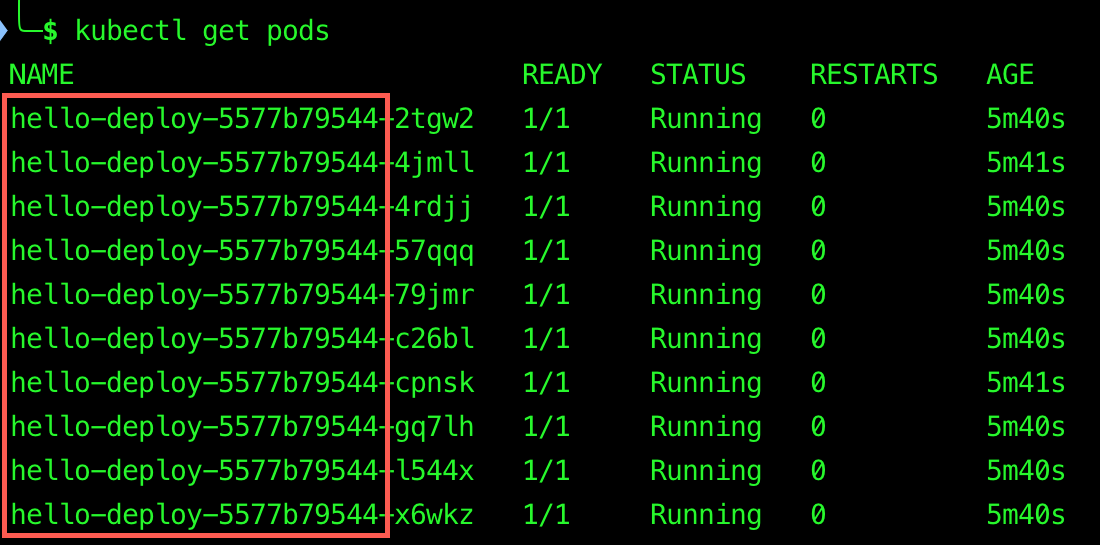 $ kubectl get pods
NAME READY STATUS RESTARTS AGE
hello-deploy-5577b79544-2tgw2 1/1 Running 0 5m40s
hello-deploy-5577b79544-4jmll 1/1 Running 0 5m41s
hello-deploy-5577b79544-4rdjj 1/1 Running 0 5m40s
hello-deploy-5577b79544-57qqq 1/1 Running 0 5m40s
hello-deploy-5577b79544-79jmr 1/1 Running 0 5m40s
hello-deploy-5577b79544-c26bl 1/1 Running 0 5m40s
hello-deploy-5577b79544-cpnsk 1/1 Running 0 5m41s
hello-deploy-5577b79544-gq7lh 1/1 Running 0 5m40s
hello-deploy-5577b79544-l544x 1/1 Running 0 5m40s
hello-deploy-5577b79544-x6wkz 1/1 Running 0 5m40s